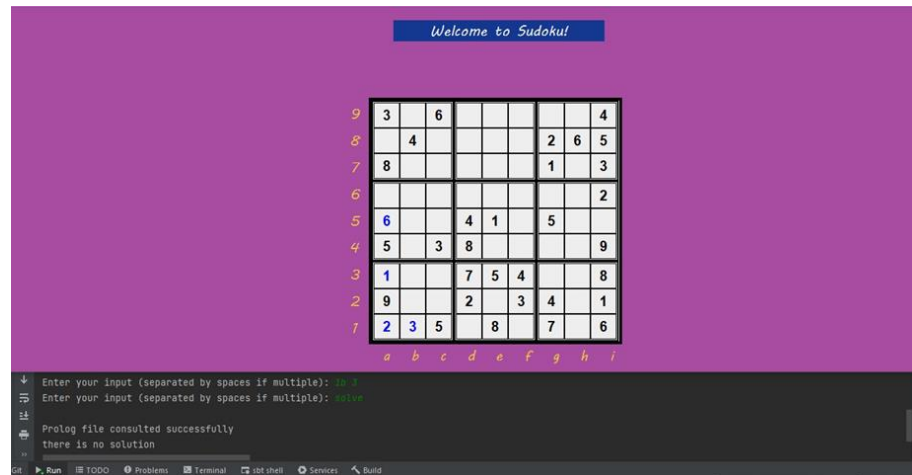 Welcome to Sudoku!
9 3 6 4
8 4 2 6 5
7 8 1 3
6 2
5 6 4 1 5
4 5 3 8 9
3 1 7 5 4 8
2 9 2 3 4 1
1 2 3 5 8 7 6
a b c d e f g h i
Enter your input (separated by spaces if multiple): 1b 3
Enter your input (separated by spaces if multiple): solve
Prolog file consulted successfully
there is no solution
Git Run TODO Problems Terminal sbt shell Services Build